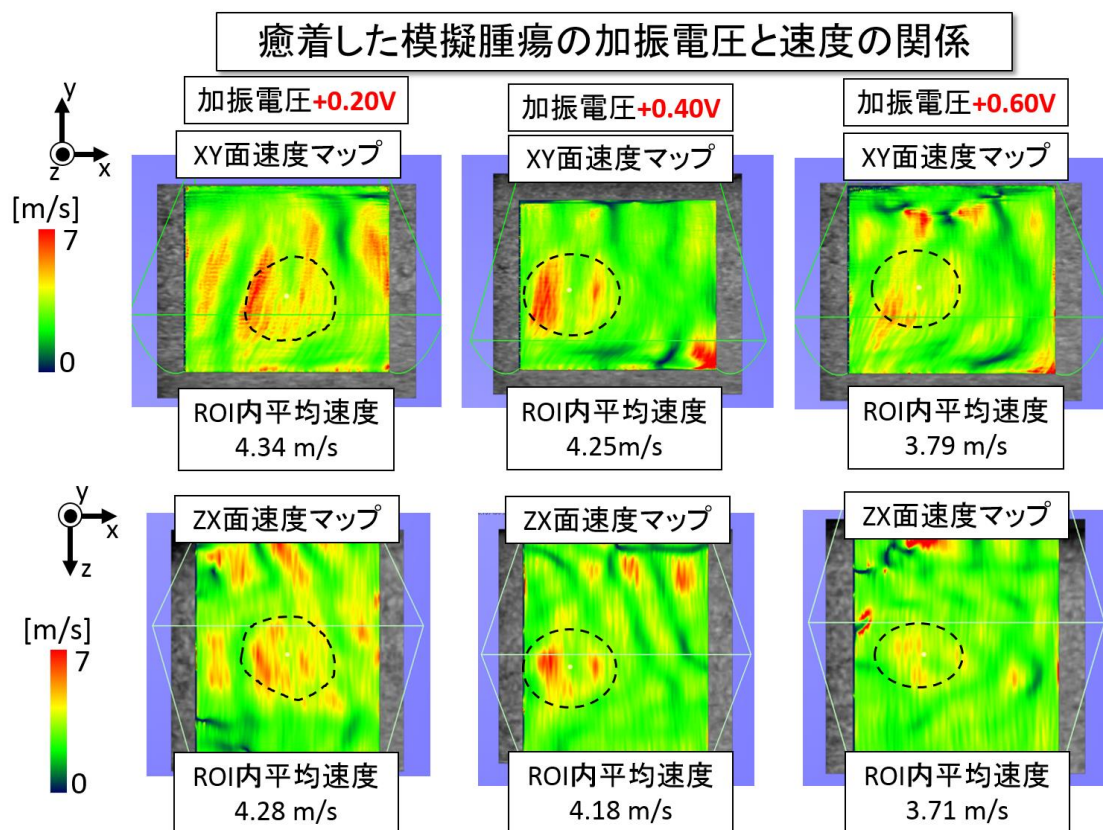 癒着した模擬腫瘍の加振電圧と速度の関係
加振電圧+0.20V
加振電圧+0.40V
加振電圧+0.60V
y
z
x
XY面速度マップ
XY面速度マップ
XY面速度マップ
[m/s]
7
0
ROI内平均速度
4.34 m/s
ROI内平均速度
4.25m/s
ROI内平均速度
3.79 m/s
y
x
z
ZX面速度マップ
ZX面速度マップ
ZX面速度マップ
[m/s]
7
0
ROI内平均速度
4.28 m/s
ROI内平均速度
4.18 m/s
ROI内平均速度
3.71 m/s